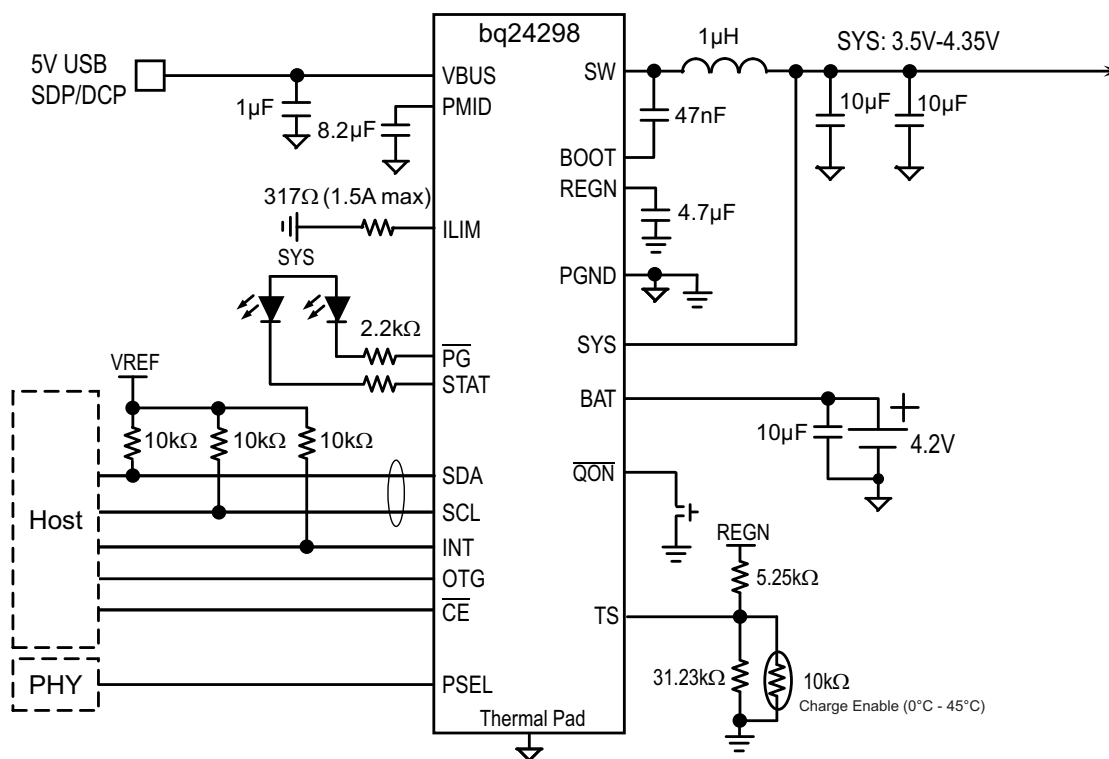 bq24298
5V USB
SDP/DCP
1µF
8.2µF
VBUS
PMID
317Ω (1.5A max)
ILIM
SYS
2.2kΩ
PG
STAT
VREF
10kΩ
10kΩ
10kΩ
Host
SDA
SCL
INT
OTG
CE
PHY
PSEL
Thermal Pad
SW
1µH
SYS: 3.5V-4.35V
47nF
10µF
10µF
BOOT
REGN
4.7µF
PGND
SYS
BAT
10µF
4.2V
QON
REGN
5.25kΩ
TS
31.23kΩ
10kΩ
Charge Enable (0°C - 45°C)